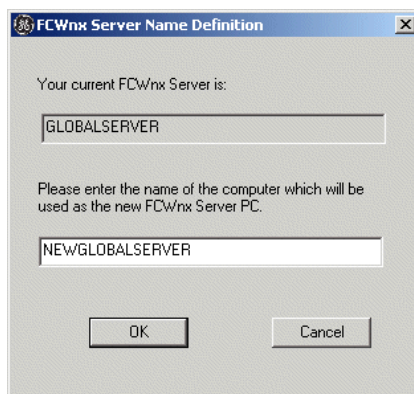 FCWnx Server Name Definition
Your current FCWnx Server is:
GLOBALSERVER
Please enter the name of the computer which will be
used as the new FCWnx Server PC.
NEWGLOBALSERVER
OK Cancel